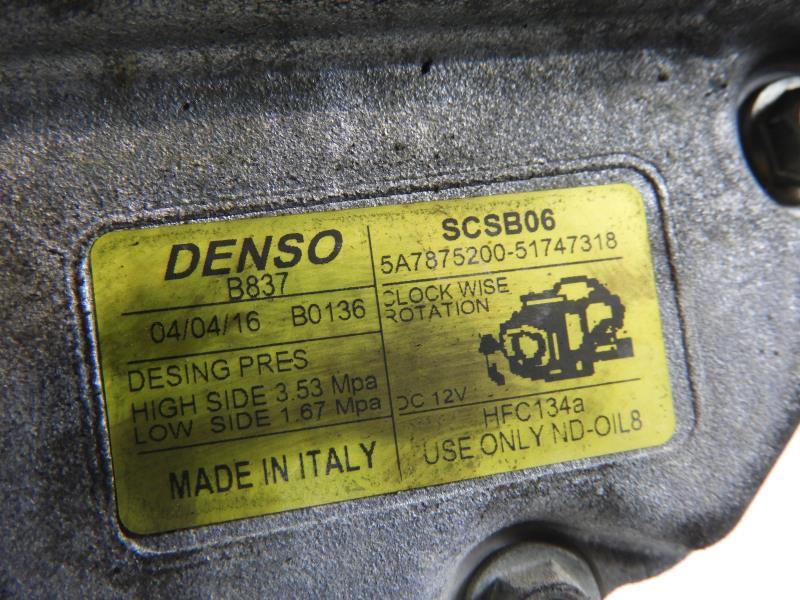 DENSO
B837
04/04/16 B0136
DESING PRES
HIGH SIDE 3.53 Mpa
LOW SIDE 1.67 Mpa
MADE IN ITALY
SCSB06
5A7875200-51747318
CLOCK WISE
ROTATION
DC 12V
HFC134a
USE ONLY ND-OIL8